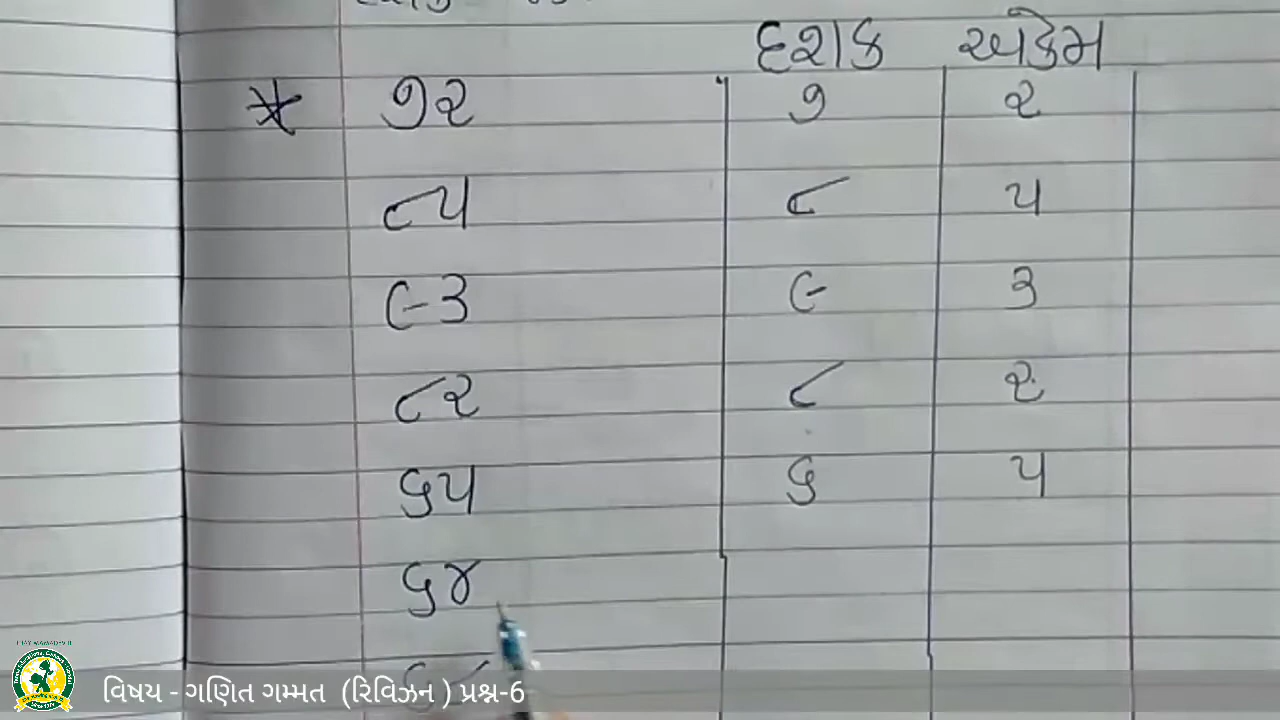 દશક અેકમ
૭૨ ૭ ૨
૮૫ ૮ ૫
૯૩ ૯ ૩
૮૨ ૮ ૨
૬૫ ૬ ૫
૬૪
વિષય - ગણિત ગમ્મત (રિવિઝન ) પ્રશ્ન-6